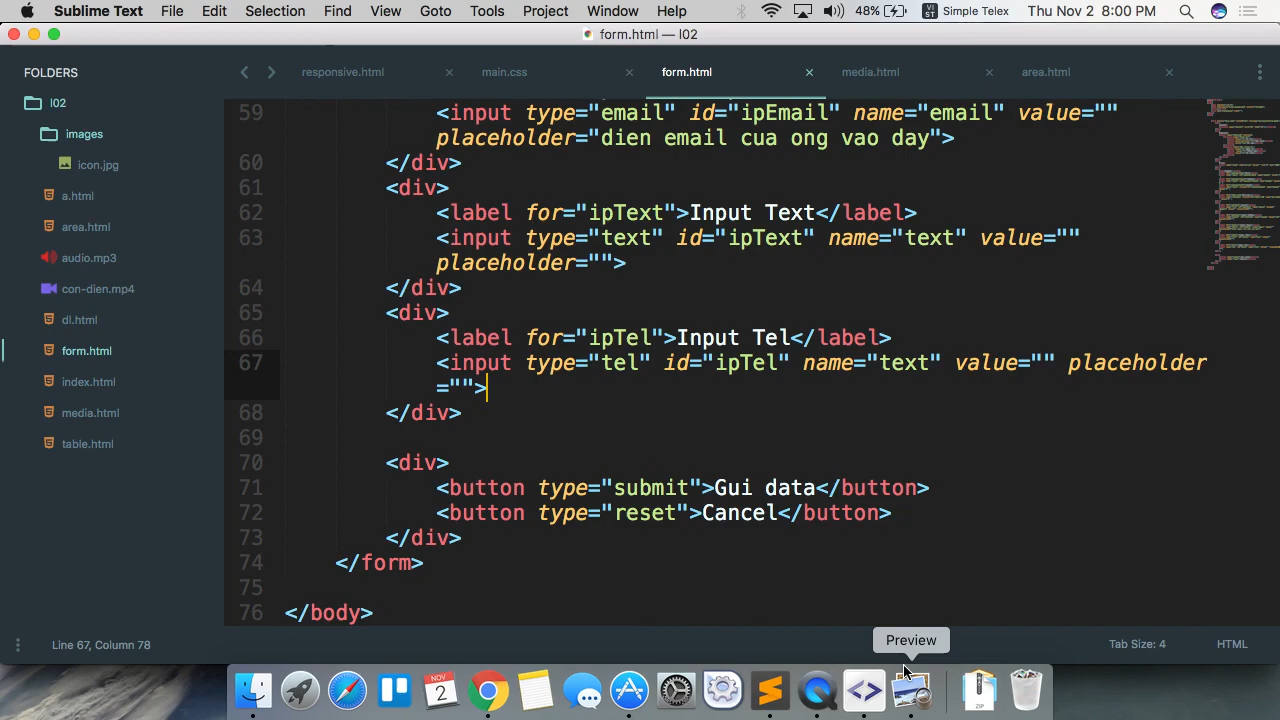 Sublime Text File Edit Selection Find View Goto Tools Project Window Help 48% VI ST Simple Telex Thu Nov 2 8:00 PM
form.html — l02
FOLDERS
l02
images
icon.jpg
a.html
area.html
audio.mp3
con-dien.mp4
dl.html
form.html
index.html
media.html
table.html
responsive.html × main.css × form.html × media.html × area.html ×
59 <input type="email" id="ipEmail" name="email" value=""
placeholder="dien email cua ong vao day">
60 </div>
61 <div>
62 <label for="ipText">Input Text</label>
63 <input type="text" id="ipText" name="text" value=""
placeholder="">
64 </div>
65 <div>
66 <label for="ipTel">Input Tel</label>
67 <input type="tel" id="ipTel" name="text" value="" placeholder
="">
68 </div>
69
70 <div>
71 <button type="submit">Gui data</button>
72 <button type="reset">Cancel</button>
73 </div>
74 </form>
75
76 </body>
Line 67, Column 78 Tab Size: 4 HTML
Preview
NOV
2
ZIP